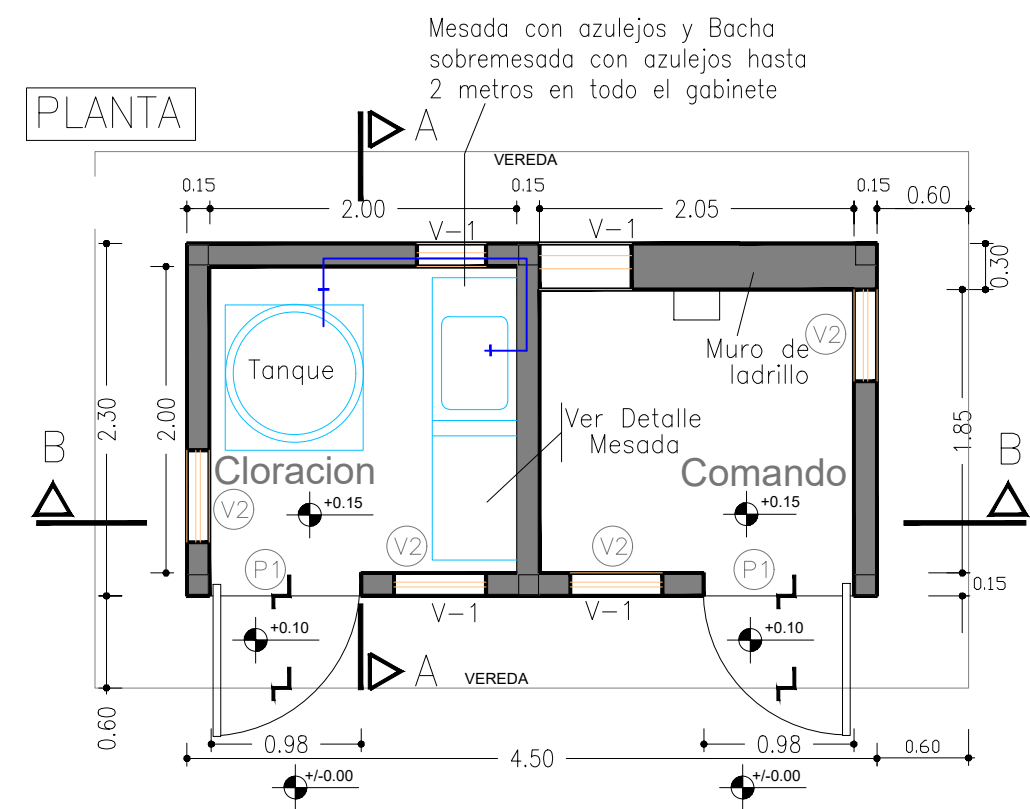 Mesada con azulejos y Bacha
sobremesada con azulejos hasta
2 metros en todo el gabinete
PLANTA
A
VEREDA
0.15
2.00
0.15
2.05
0.15
0.60
V-1
V-1
0.30
Tanque
Muro de
ladrillo
V2
2.30
2.00
Ver Detalle
Mesada
1.85
B
B
Cloracion
Comando
V2
+0.15
+0.15
V2
V2
P1
P1
0.15
V-1
V-1
+0.10
+0.10
A
VEREDA
0.60
0.98
0.98
4.50
0.60
+/-0.00
+/-0.00